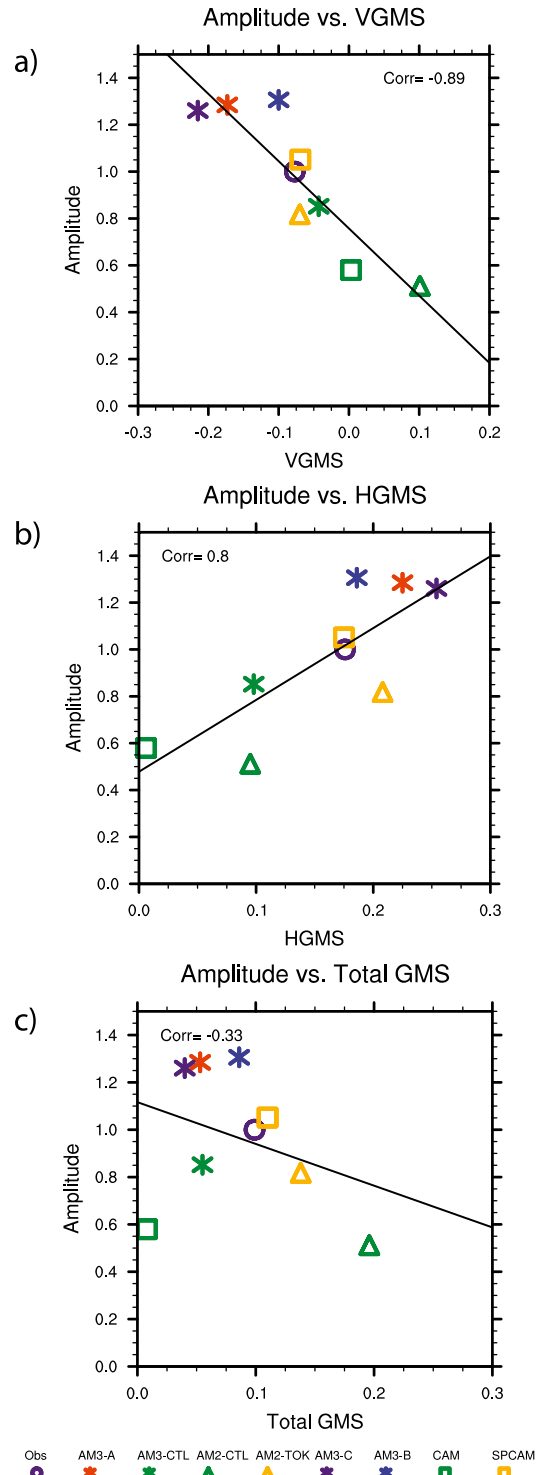 Amplitude vs. VGMS
a)
Corr= -0.89
1.4
1.2
1.0
0.8
0.6
0.4
0.2
0.0
Amplitude
-0.3 -0.2 -0.1 0.0 0.1 0.2
VGMS
Amplitude vs. HGMS
b)
Corr= 0.8
1.4
1.2
1.0
0.8
0.6
0.4
0.2
0.0
Amplitude
0.0 0.1 0.2 0.3
HGMS
Amplitude vs. Total GMS
c)
Corr= -0.33
1.4
1.2
1.0
0.8
0.6
0.4
0.2
0.0
Amplitude
0.0 0.1 0.2 0.3
Total GMS
Obs AM3-A AM3-CTL AM2-CTL AM2-TOK AM3-C AM3-B CAM SPCAM